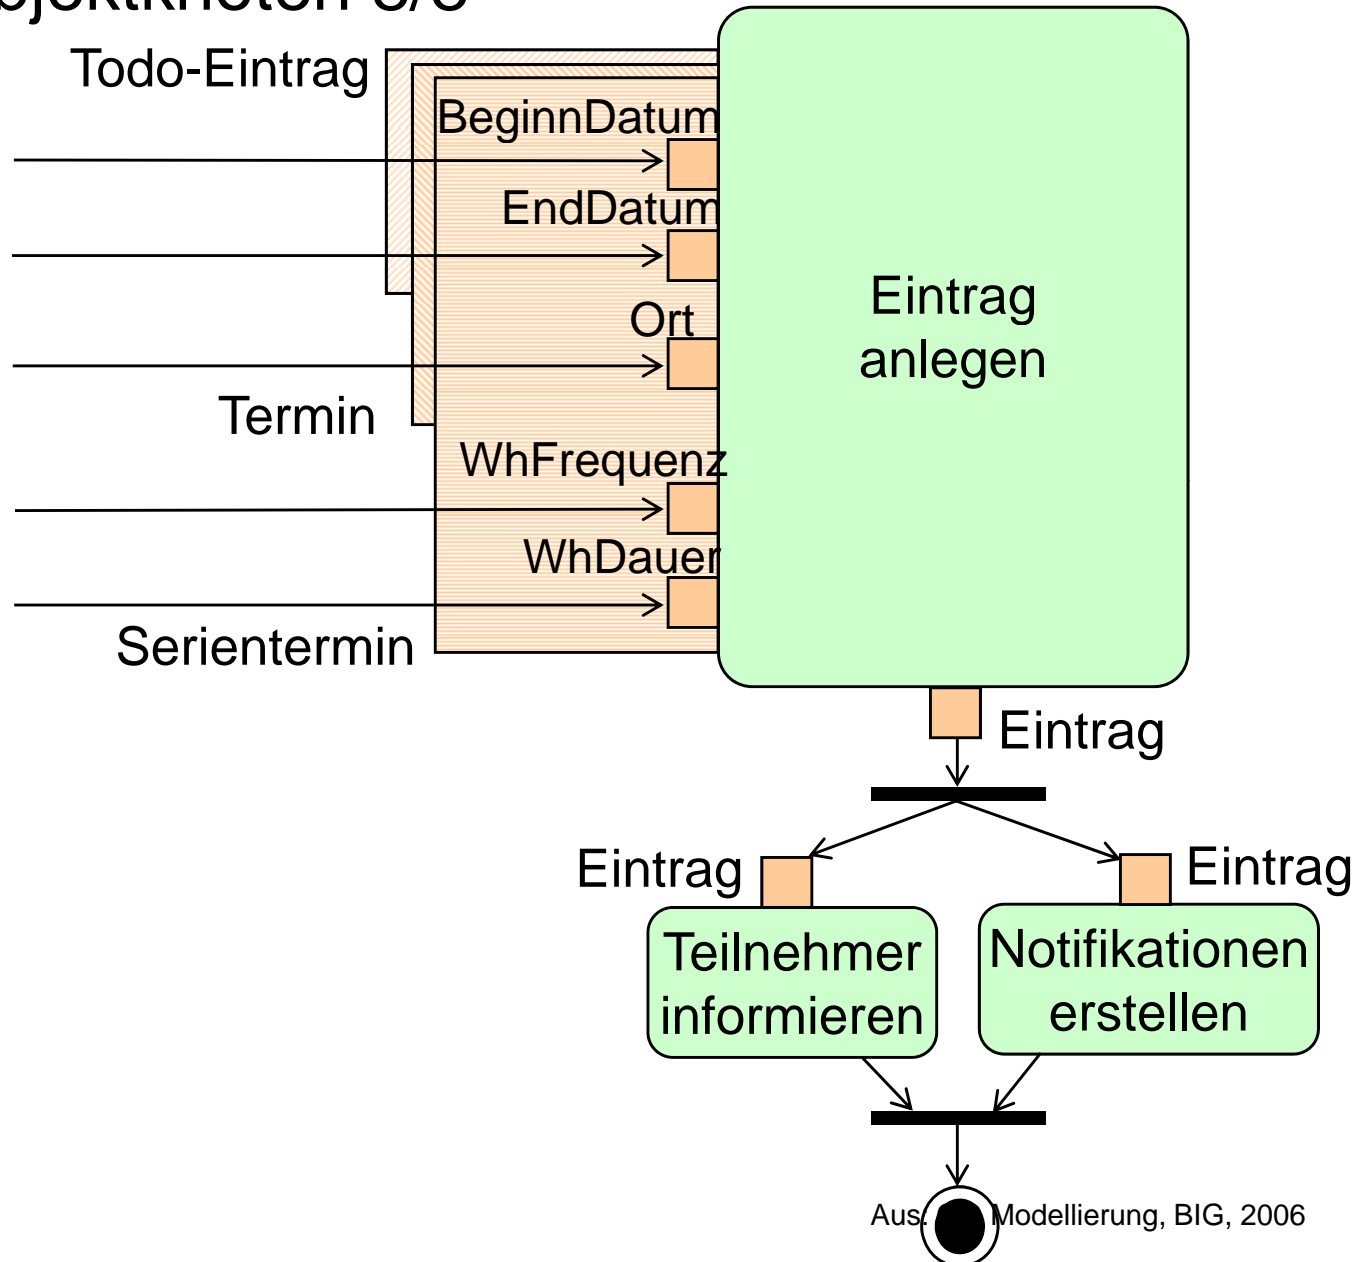 Todo-Eintrag
BeginnDatum
EndDatum
Ort
Termin
WhFrequenz
WhDauer
Serientermin
Eintrag
anlegen
Eintrag
Eintrag
Eintrag
Teilnehmer
informieren
Notifikationen
erstellen
Aus: Modellierung, BIG, 2006